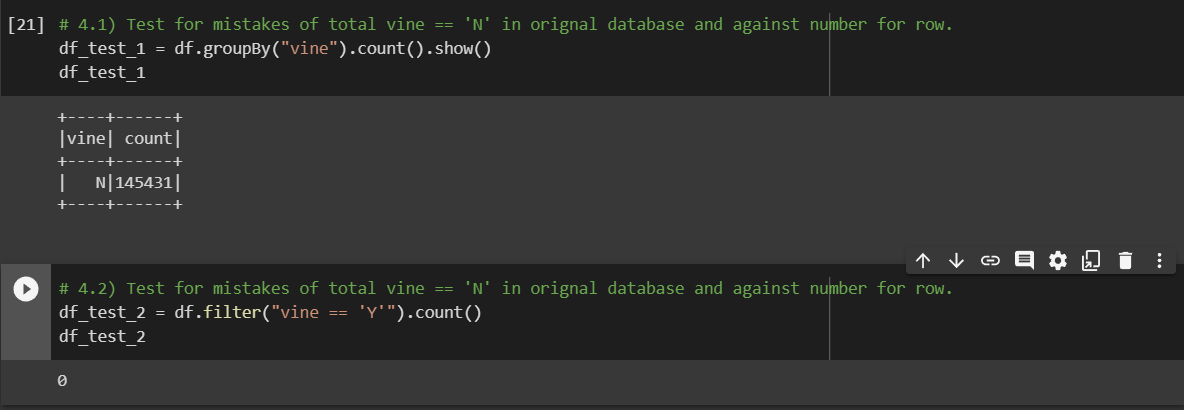 [21] # 4.1) Test for mistakes of total vine == 'N' in orignal database and against number for row.
df_test_1 = df.groupBy("vine").count().show()
df_test_1
+----+------+
|vine| count|
+----+------+
|   N|145431|
+----+------+
# 4.2) Test for mistakes of total vine == 'N' in orignal database and against number for row.
df_test_2 = df.filter("vine == 'Y'").count()
df_test_2
0